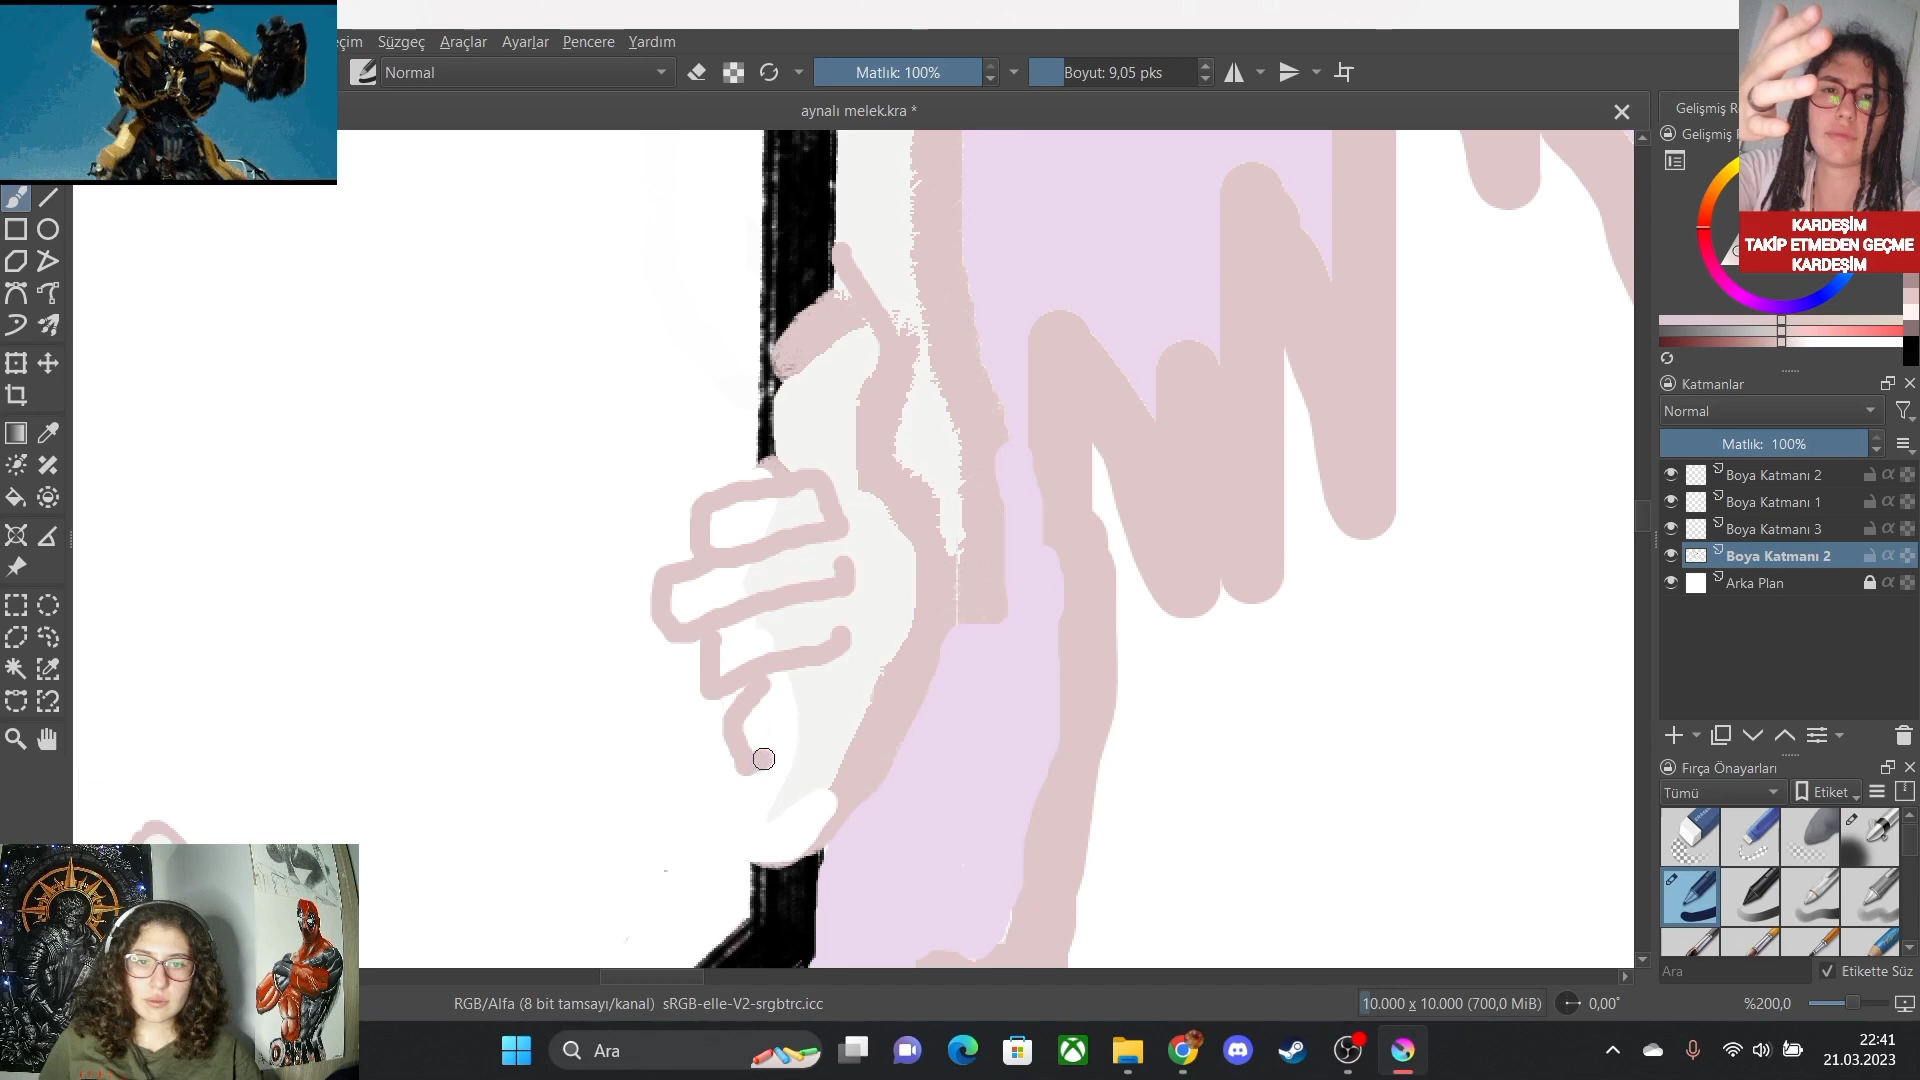 çim Süzgeç Araçlar Ayarlar Pencere Yardım
Normal
Matlık: 100%
Boyut: 9,05 pks
aynalı melek.kra *
Gelişmiş R
Gelişmiş
KARDEŞİM
TAKİP ETMEDEN GEÇME
KARDEŞİM
Katmanlar
Normal
Matlık: 100%
Boya Katmanı 2
Boya Katmanı 1
Boya Katmanı 3
Boya Katmanı 2
Arka Plan
Fırça Önayarları
Tümü
Etiket
Ara
Etikette Süz
RGB/Alfa (8 bit tamsayı/kanal) sRGB-elle-V2-srgbtrc.icc
10.000 x 10.000 (700,0 MiB)
0,00°
%200,0
Ara
22:41
21.03.2023